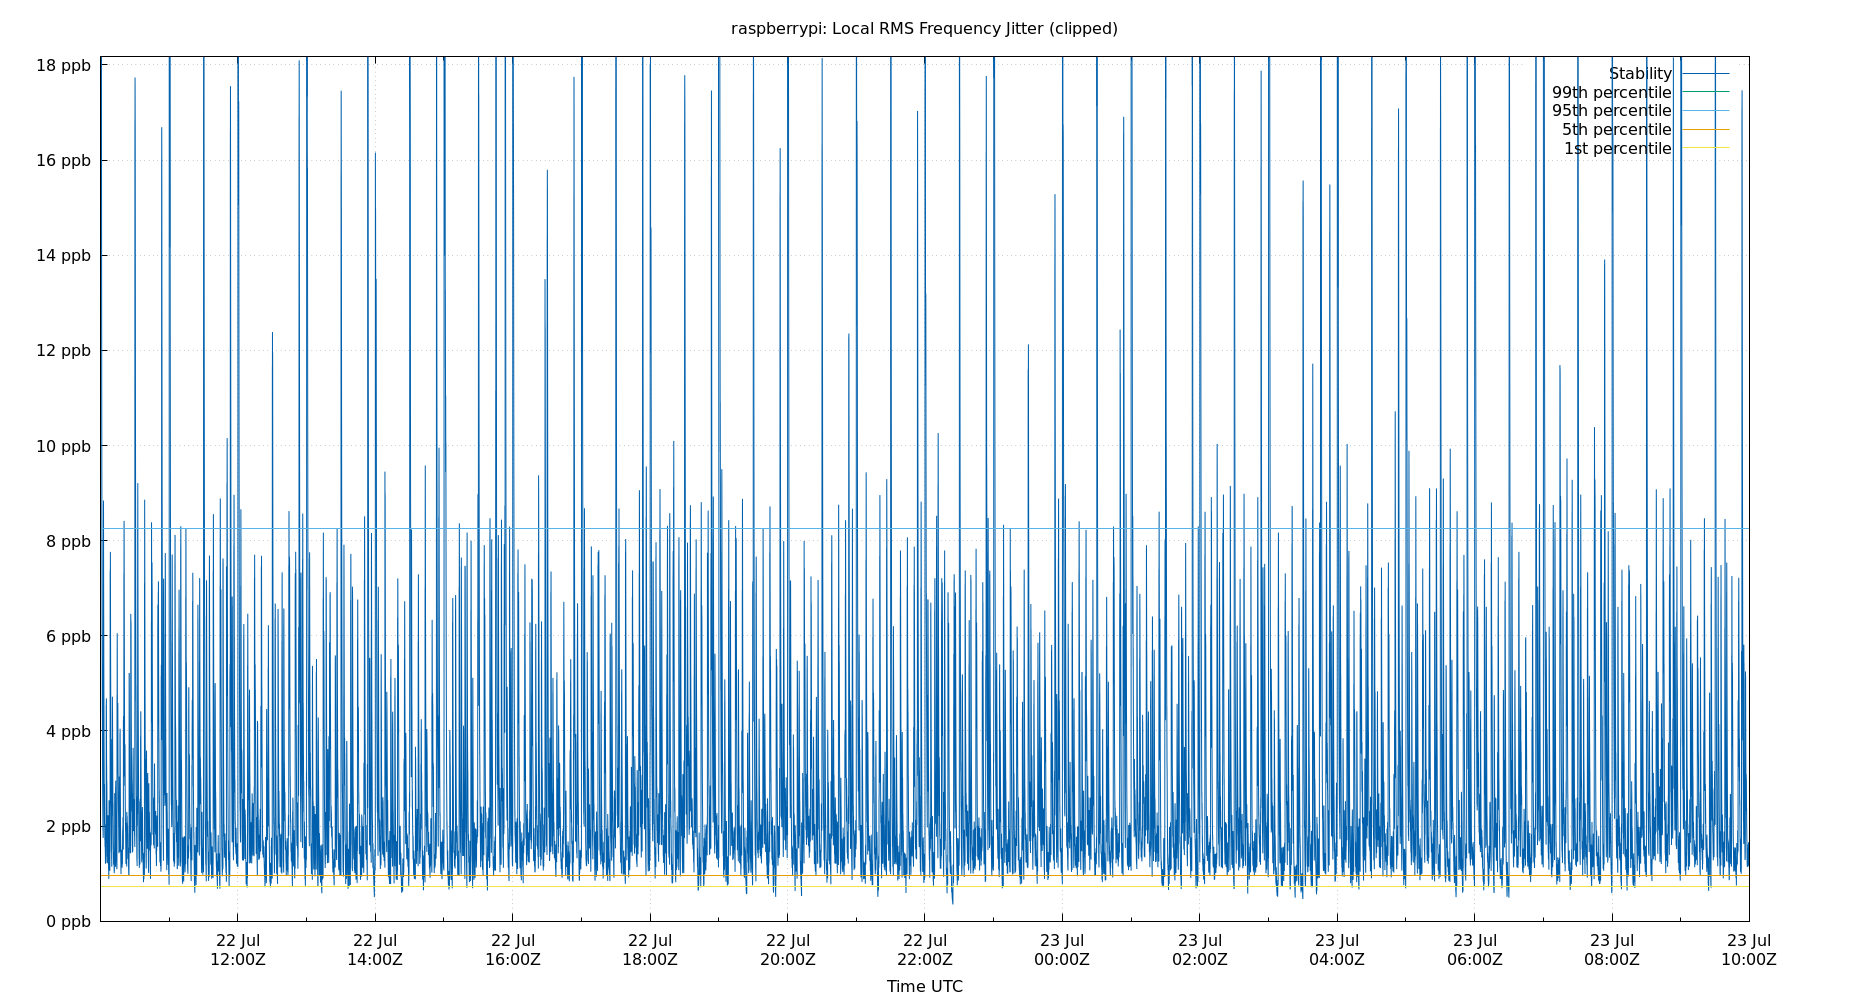 raspberrypi: Local RMS Frequency Jitter (clipped)
18 ppb
16 ppb
14 ppb
12 ppb
10 ppb
8 ppb
6 ppb
4 ppb
2 ppb
0 ppb
Stability
99th percentile
95th percentile
5th percentile
1st percentile
22 Jul 22 Jul 22 Jul 22 Jul 22 Jul 22 Jul 23 Jul 23 Jul 23 Jul 23 Jul 23 Jul 23 Jul
12:00Z 14:00Z 16:00Z 18:00Z 20:00Z 22:00Z 00:00Z 02:00Z 04:00Z 06:00Z 08:00Z 10:00Z
Time UTC